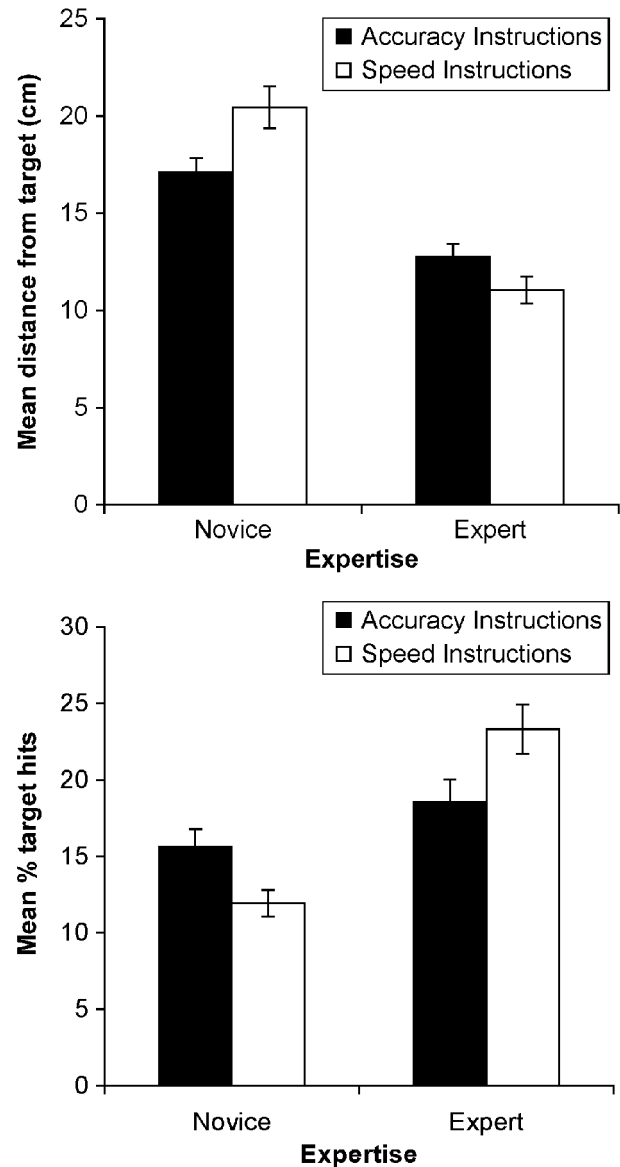 25
20
15
10
5
0
Mean distance from target (cm)
Accuracy Instructions
Speed Instructions
Novice
Expert
Expertise
30
25
20
15
10
5
0
Mean % target hits
Accuracy Instructions
Speed Instructions
Novice
Expert
Expertise